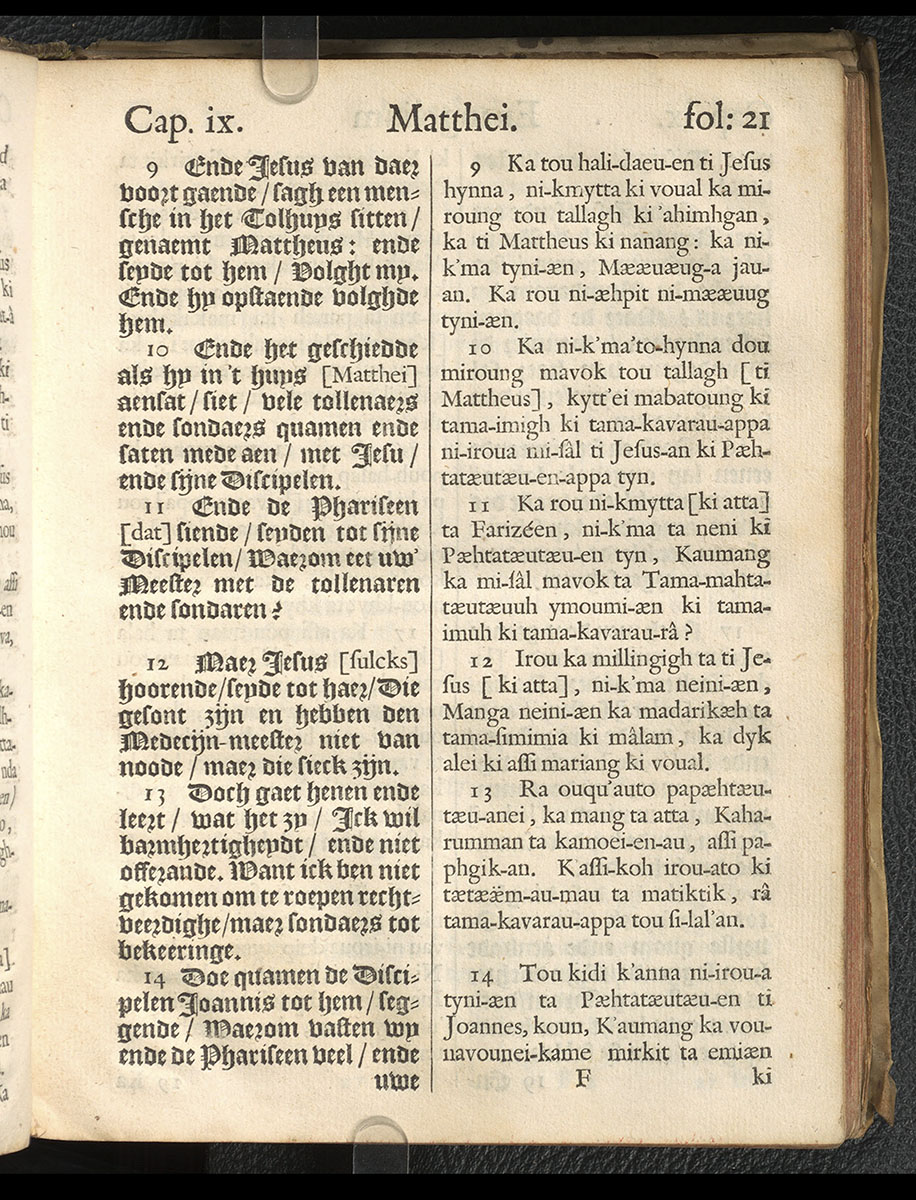 Cap. ix. Matthei. fol: 21
9 Ende Jesus van daer
voort gaende / sagh een men-
sche in het Tolhuys sitten /
genaemt Mattheus: ende
seyde tot hem / Volght my.
Ende hy opstaende volghde
hem.
10 Ende het geschiedde
als hy in 't huys [Matthei]
aensat / siet / vele tollenaers
ende sondaers quamen ende
saten mede aen / met Jesu /
ende sijne Discipelen.
11 Ende de Phariseen
[dat] siende / seyden tot sijne
Discipelen / Waerom eet uw'
Meester met de tollenaren
ende sondaren?
12 Maer Jesus [sulcks]
hoorende / seyde tot haer / Die
gesont zijn en hebben den
Medecijn-meester niet van
noode / maer die sieck zijn.
13 Doch gaet henen ende
leert / wat het zy / Ick wil
barmhertigheydt / ende niet
offerande. Want ick ben niet
gekomen om te roepen recht-
veerdighe / maer sondaers tot
bekeeringe.
14 Doe quamen de Disci-
pelen Joannis tot hem / seg-
gende / Waerom vasten wy
ende de Phariseen veel / ende
uwe
9 Ka tou hali-daeu-en ti Jeſus
hynna , ni-kmytta ki voual ka mi-
roung tou tallagh ki 'ahimhgan ,
ka ti Mattheus ki nanang : ka ni-
k'ma tyni-æn , Mææuæug-a jau-
an. Ka rou ni-æhpit ni-mææuug
tyni-æn.
10 Ka ni-k'ma'to-hynna dou
miroung mavok tou tallagh [ ti
Mattheus] , kytt'ei mabatoung ki
tama-imigh ki tama-kavarau-appa
ni-iroua mi-ſâl ti Jeſus-an ki Pæh-
tatæutæu-en-appa tyn.
11 Ka rou ni-kmytta [ki atta]
ta Farizéen , ni-k'ma ta neni ki
Pæhtatæutæu-en tyn , Kaumang
ka mi-ſâl mavok ta Tama-mahta-
tæutæuuh ymoumi-æn ki tama-
imuh ki tama-kavarau-râ ?
12 Irou ka millingigh ta ti Je-
ſus [ ki atta] , ni-k'ma neini-æn ,
Manga neini-æn ka madarikæh ta
tama-ſimimia ki mâlam , ka dyk
alei ki aſſi mariang ki voual.
13 Ra ouqu'auto papæhtæu-
tæu-anei , ka mang ta atta , Kaha-
rumman ta kamoei-en-au , aſſi pa-
phgik-an. K'aſſi-koh irou-ato ki
tætææ̈m-au-mau ta matiktik , râ
tama-kavarau-appa tou ſi-lal'an.
14 Tou kidi k'anna ni-irou-a
tyni-æn ta Pæhtatæutæu-en ti
Joannes, koun, K'aumang ka vou-
navounei-kame mirkit ta emiæn
F ki